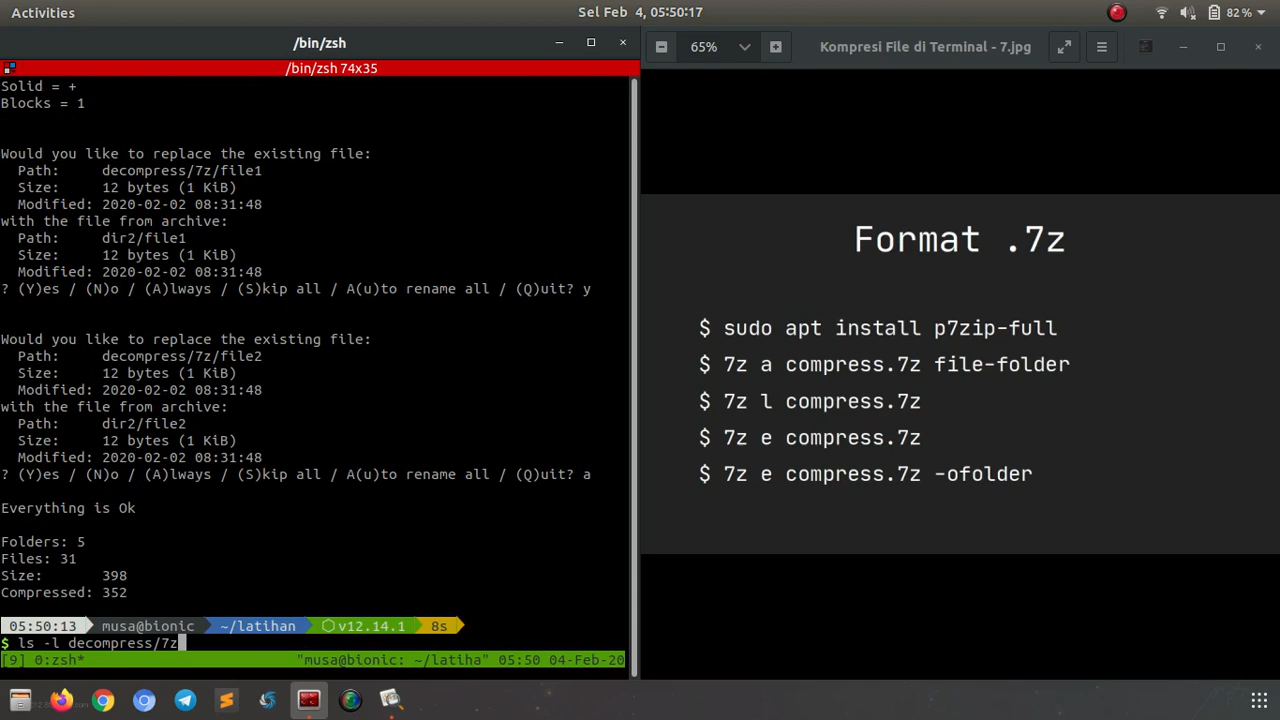 Activities
Sel Feb 4, 05:50:17
82 %
/bin/zsh
/bin/zsh 74x35
Solid = +
Blocks = 1
Would you like to replace the existing file:
Path: decompress/7z/file1
Size: 12 bytes (1 KiB)
Modified: 2020-02-02 08:31:48
with the file from archive:
Path: dir2/file1
Size: 12 bytes (1 KiB)
Modified: 2020-02-02 08:31:48
? (Y)es / (N)o / (A)lways / (S)kip all / A(u)to rename all / (Q)uit? y
Would you like to replace the existing file:
Path: decompress/7z/file2
Size: 12 bytes (1 KiB)
Modified: 2020-02-02 08:31:48
with the file from archive:
Path: dir2/file2
Size: 12 bytes (1 KiB)
Modified: 2020-02-02 08:31:48
? (Y)es / (N)o / (A)lways / (S)kip all / A(u)to rename all / (Q)uit? a
Everything is Ok
Folders: 5
Files: 31
Size: 398
Compressed: 352
05:50:13 musa@bionic ~/latihan v12.14.1 8s
$ ls -l decompress/7z
[9] 0:zsh* "musa@bionic: ~/latiha" 05:50 04-Feb-20
65%
Kompresi File di Terminal - 7.jpg
Format .7z
$ sudo apt install p7zip-full
$ 7z a compress.7z file-folder
$ 7z l compress.7z
$ 7z e compress.7z
$ 7z e compress.7z -ofolder